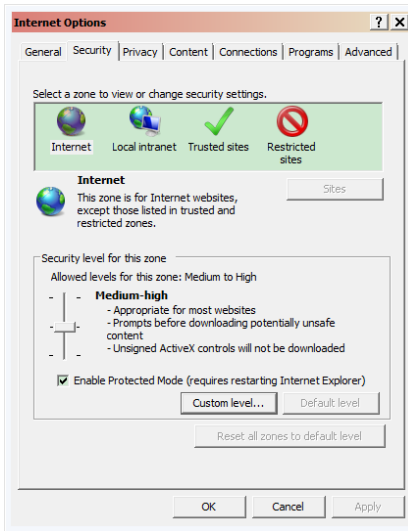 Internet Options
General Security Privacy Content Connections Programs Advanced
Select a zone to view or change security settings.
Internet Local intranet Trusted sites Restricted
sites
Internet
Sites
This zone is for Internet websites,
except those listed in trusted and
restricted zones.
Security level for this zone
Allowed levels for this zone: Medium to High
Medium-high
- Appropriate for most websites
- Prompts before downloading potentially unsafe
content
- Unsigned ActiveX controls will not be downloaded
Enable Protected Mode (requires restarting Internet Explorer)
Custom level... Default level
Reset all zones to default level
OK Cancel Apply